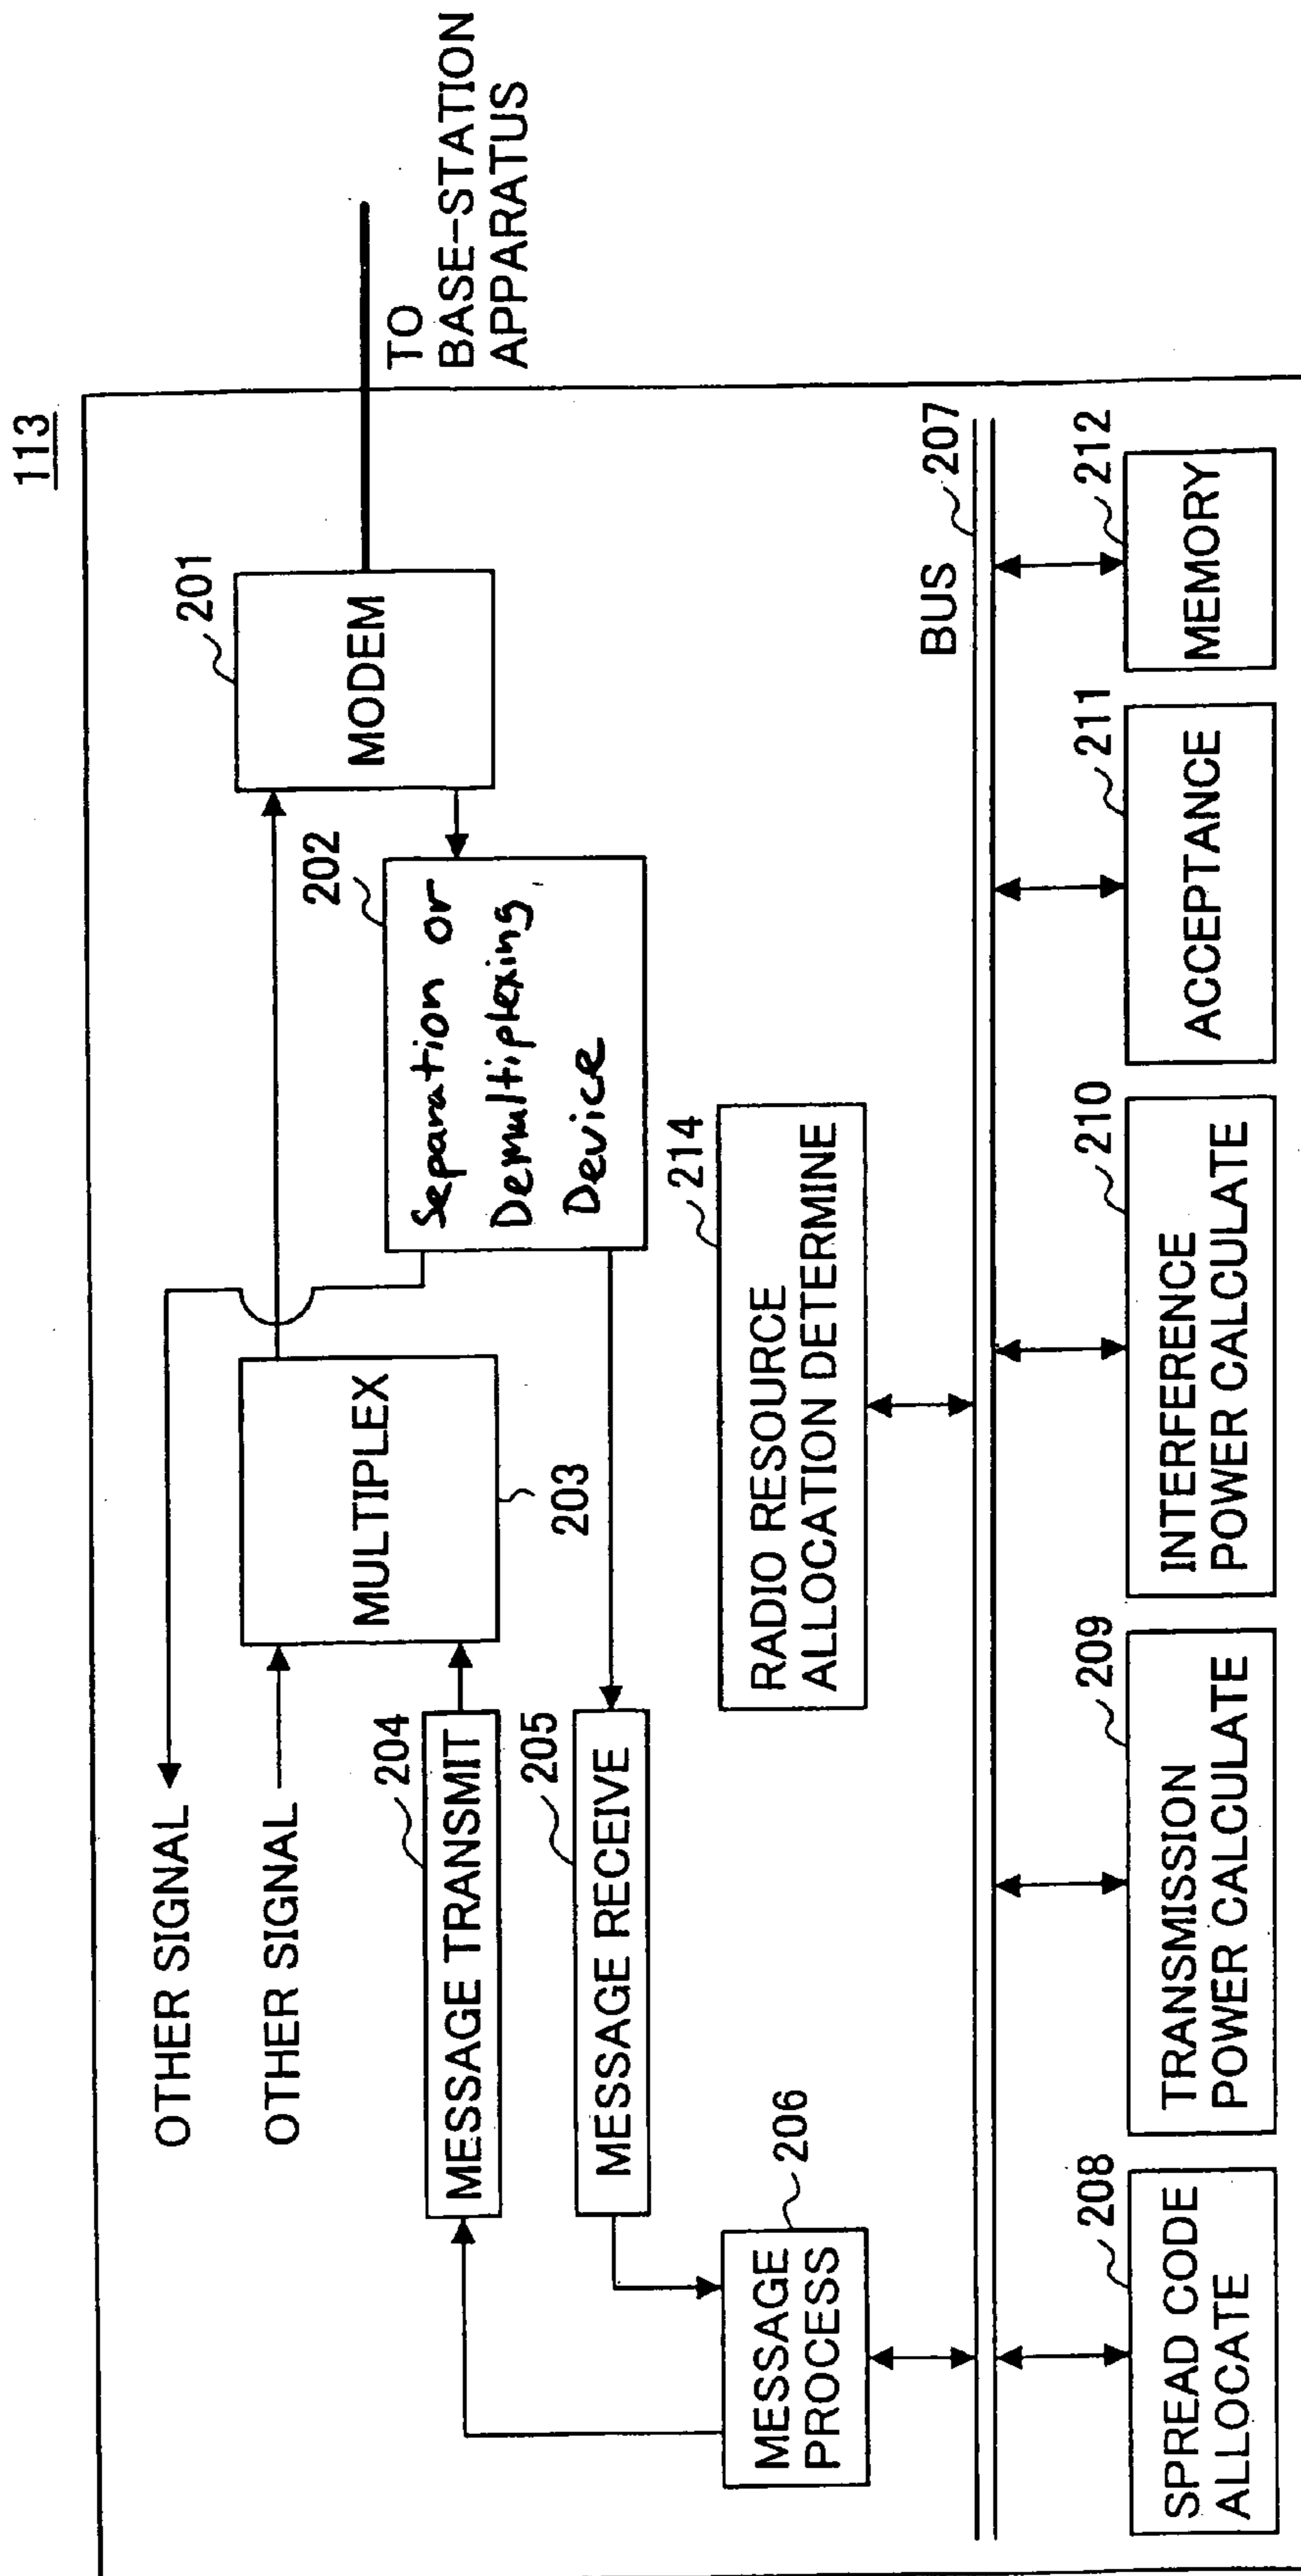 113
TO
BASE-STATION
APPARATUS
201
MODEM
202
Separation or
Demultiplexing
Device
MULTIPLEX
203
OTHER SIGNAL
OTHER SIGNAL
204
MESSAGE TRANSMIT
205
MESSAGE RECEIVE
206
MESSAGE
PROCESS
214
RADIO RESOURCE
ALLOCATION DETERMINE
BUS
207
208
SPREAD CODE
ALLOCATE
209
TRANSMISSION
POWER CALCULATE
210
INTERFERENCE
POWER CALCULATE
211
ACCEPTANCE
212
MEMORY